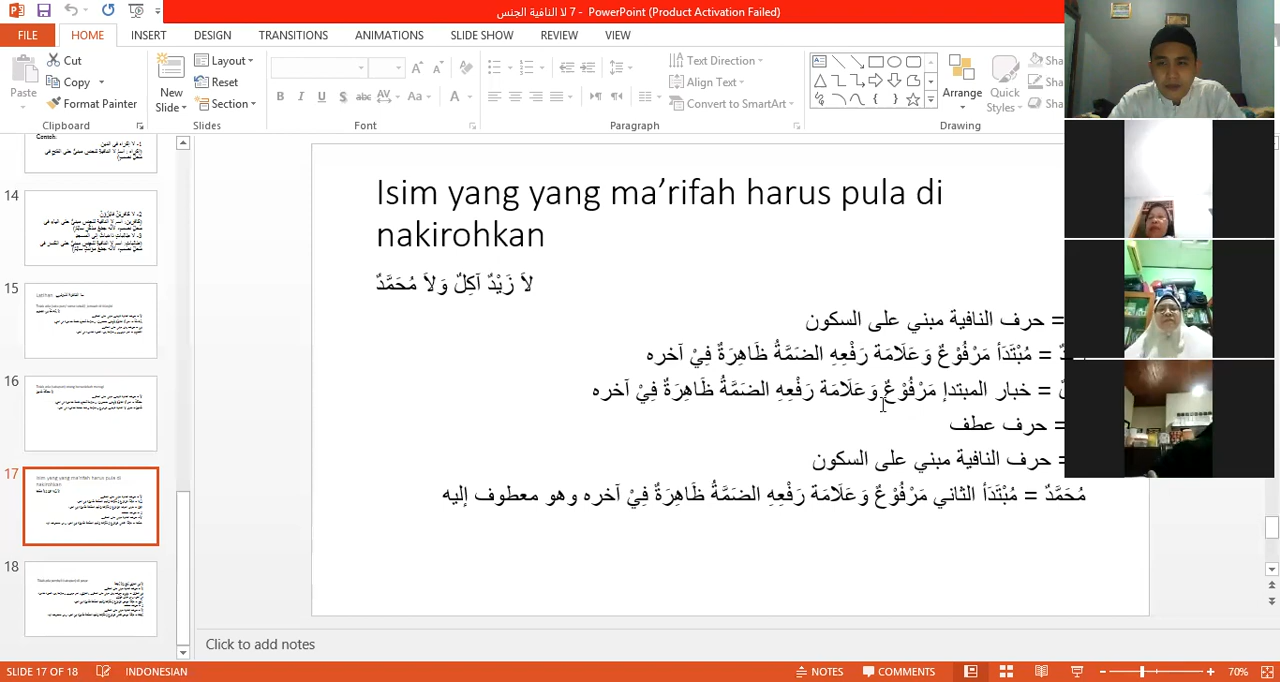 7 لا النافية الجنس - PowerPoint (Product Activation Failed)
FILE HOME INSERT DESIGN TRANSITIONS ANIMATIONS SLIDE SHOW REVIEW VIEW
Paste
Cut
Copy
Format Painter
Clipboard
New Slide
Layout
Reset
Section
Slides
B I U S abc AV Aa A
Font
Text Direction
Align Text
Convert to SmartArt
Paragraph
Arrange
Quick Styles
Drawing
14
15
16
17
18
Isim yang yang ma’rifah harus pula di
nakirohkan
لاَ زَيْدٌ آكِلٌ وَلاَ مُحَمَّدٌ
= حرف النافية مبني على السكون
= مُبْتَدَأ مَرْفُوْعٌ وَعَلَامَة رَفْعِهِ الضَمَّةُ ظَاهِرَةٌ فِيْ آخره
= خبار المبتدإ مَرْفُوْعٌ وَعَلَامَة رَفْعِهِ الضَمَّةُ ظَاهِرَةٌ فِيْ آخره
= حرف عطف
= حرف النافية مبني على السكون
مُحَمَّدٌ = مُبْتَدَأ الثاني مَرْفُوْعٌ وَعَلَامَة رَفْعِهِ الضَمَّةُ ظَاهِرَةٌ فِيْ آخره وهو معطوف إليه
Click to add notes
SLIDE 17 OF 18 INDONESIAN NOTES COMMENTS 70%